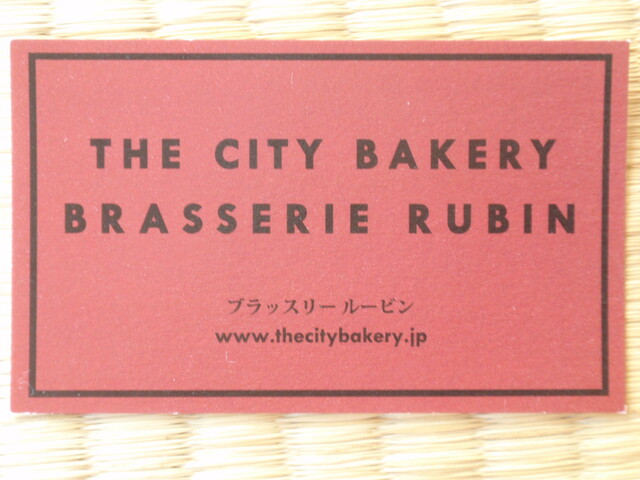 THE CITY BAKERY
BRASSERIE RUBIN
ブラッスリー ルービン
www.thecitybakery.jp